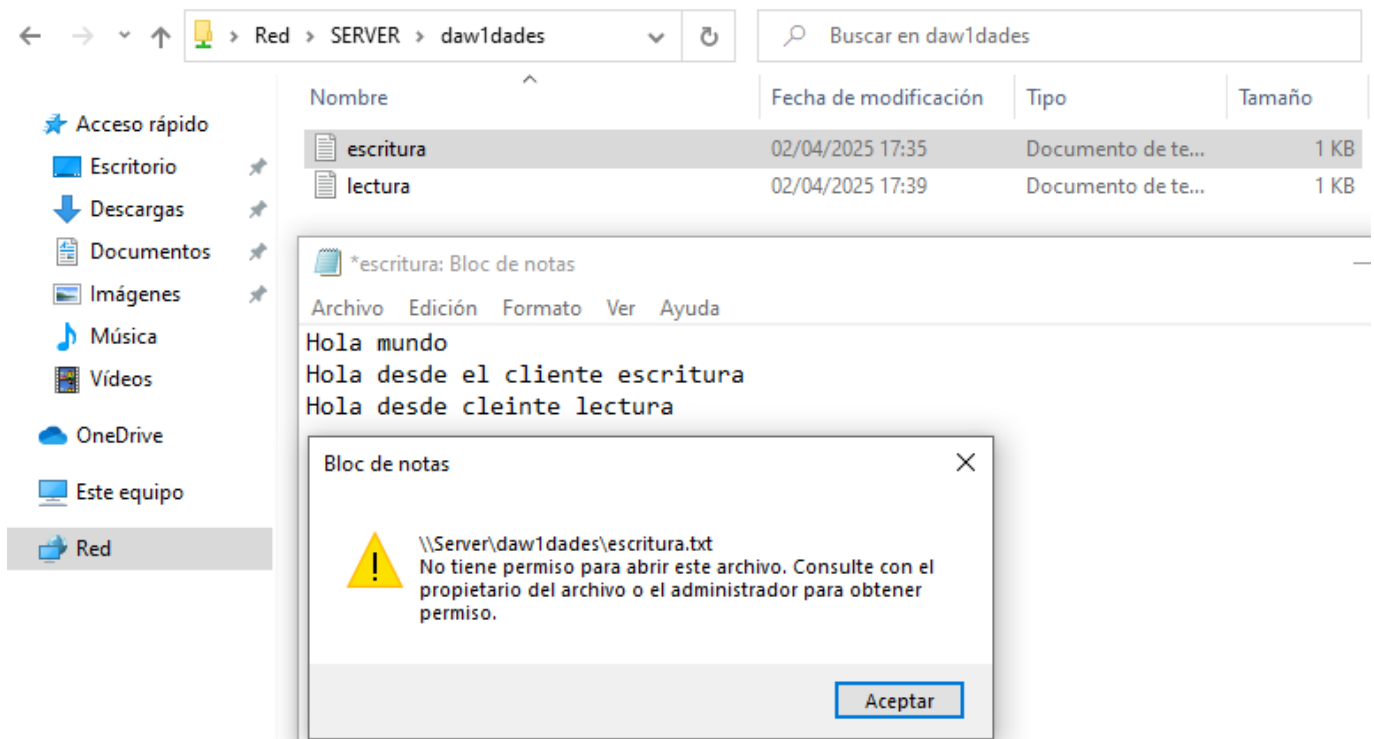 Red > SERVER > daw1dades
Buscar en daw1dades
Nombre Fecha de modificación Tipo Tamaño
Acceso rápido
Escritorio
Descargas
Documentos
Imágenes
Música
Vídeos
OneDrive
Este equipo
Red
escritura 02/04/2025 17:35 Documento de te... 1 KB
lectura 02/04/2025 17:39 Documento de te... 1 KB
*escritura: Bloc de notas
Archivo Edición Formato Ver Ayuda
Hola mundo
Hola desde el cliente escritura
Hola desde cleinte lectura
Bloc de notas
\\Server\daw1dades\escritura.txt
No tiene permiso para abrir este archivo. Consulte con el
propietario del archivo o el administrador para obtener
permiso.
Aceptar